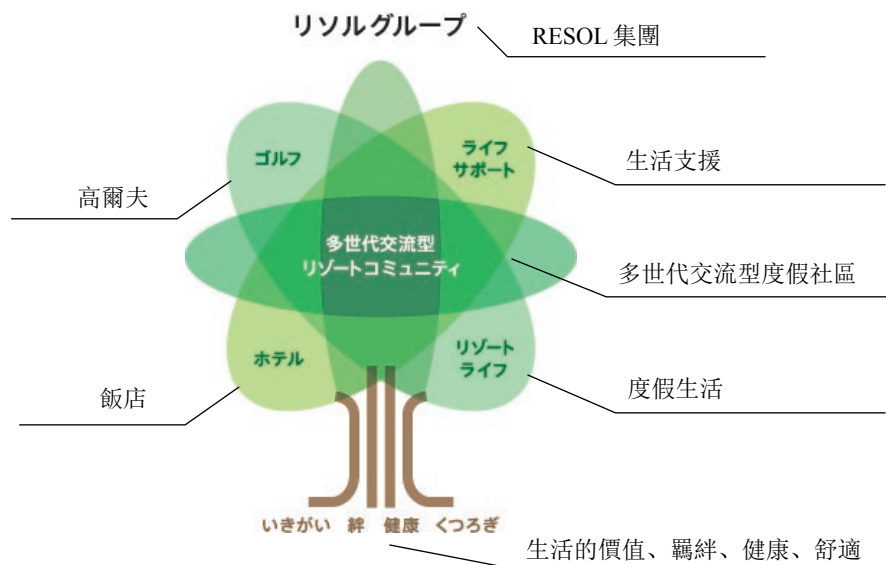 リソルグループ
RESOL 集團
ゴルフ
ライフ
サポート
生活支援
高爾夫
多世代交流型
リゾートコミュニティ
多世代交流型度假社區
ホテル
リゾート
ライフ
飯店
度假生活
いきがい 絆 健康 くつろぎ
生活的價值、羈絆、健康、舒適